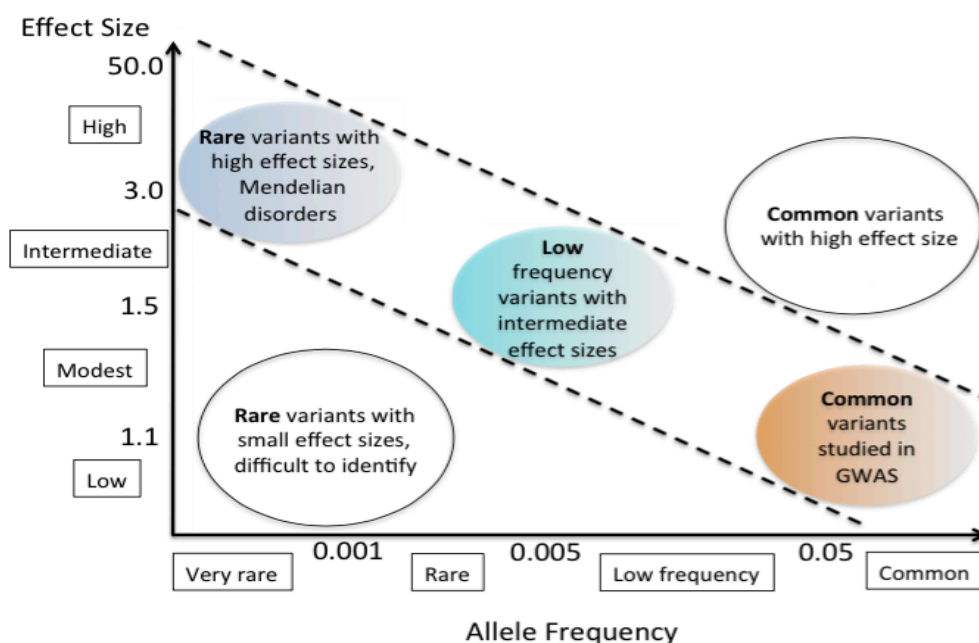 Effect Size
50.0
High
3.0
Intermediate
1.5
Modest
1.1
Low
Rare variants with
high effect sizes,
Mendelian
disorders
Low
frequency
variants with
intermediate
effect sizes
Common variants
with high effect size
Rare variants with
small effect sizes,
difficult to identify
Common
variants
studied in
GWAS
0.001
0.005
0.05
Very rare
Rare
Low frequency
Common
Allele Frequency